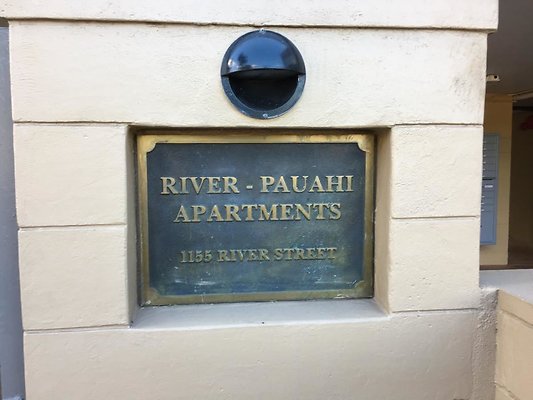 RIVER - PAUAHI
APARTMENTS
1155 RIVER STREET